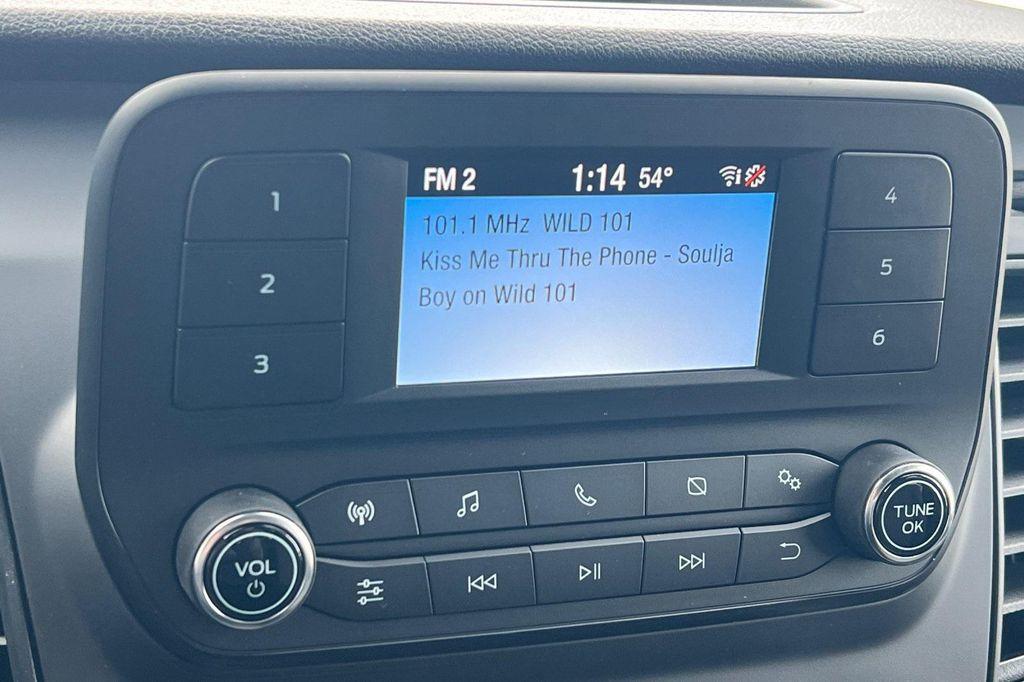 FM 2 1:14 54°
101.1 MHz WILD 101
Kiss Me Thru The Phone - Soulja
Boy on Wild 101
1
2
3
4
5
6
VOL
TUNE
OK